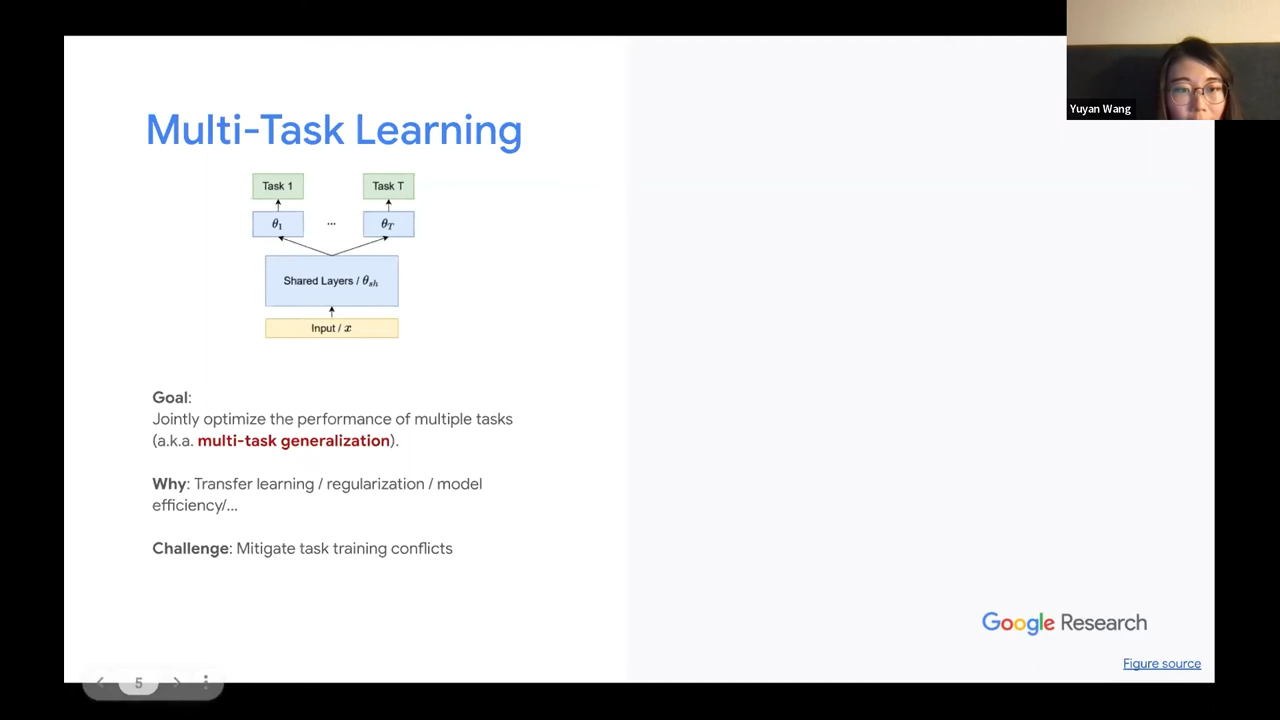 Yuyan Wang
Multi-Task Learning
Task 1
Task T
θ₁
...
θ_T
Shared Layers / θ_sh
Input / x
Goal:
Jointly optimize the performance of multiple tasks
(a.k.a. multi-task generalization).
Why: Transfer learning / regularization / model
efficiency/...
Challenge: Mitigate task training conflicts
Google Research
Figure source
5